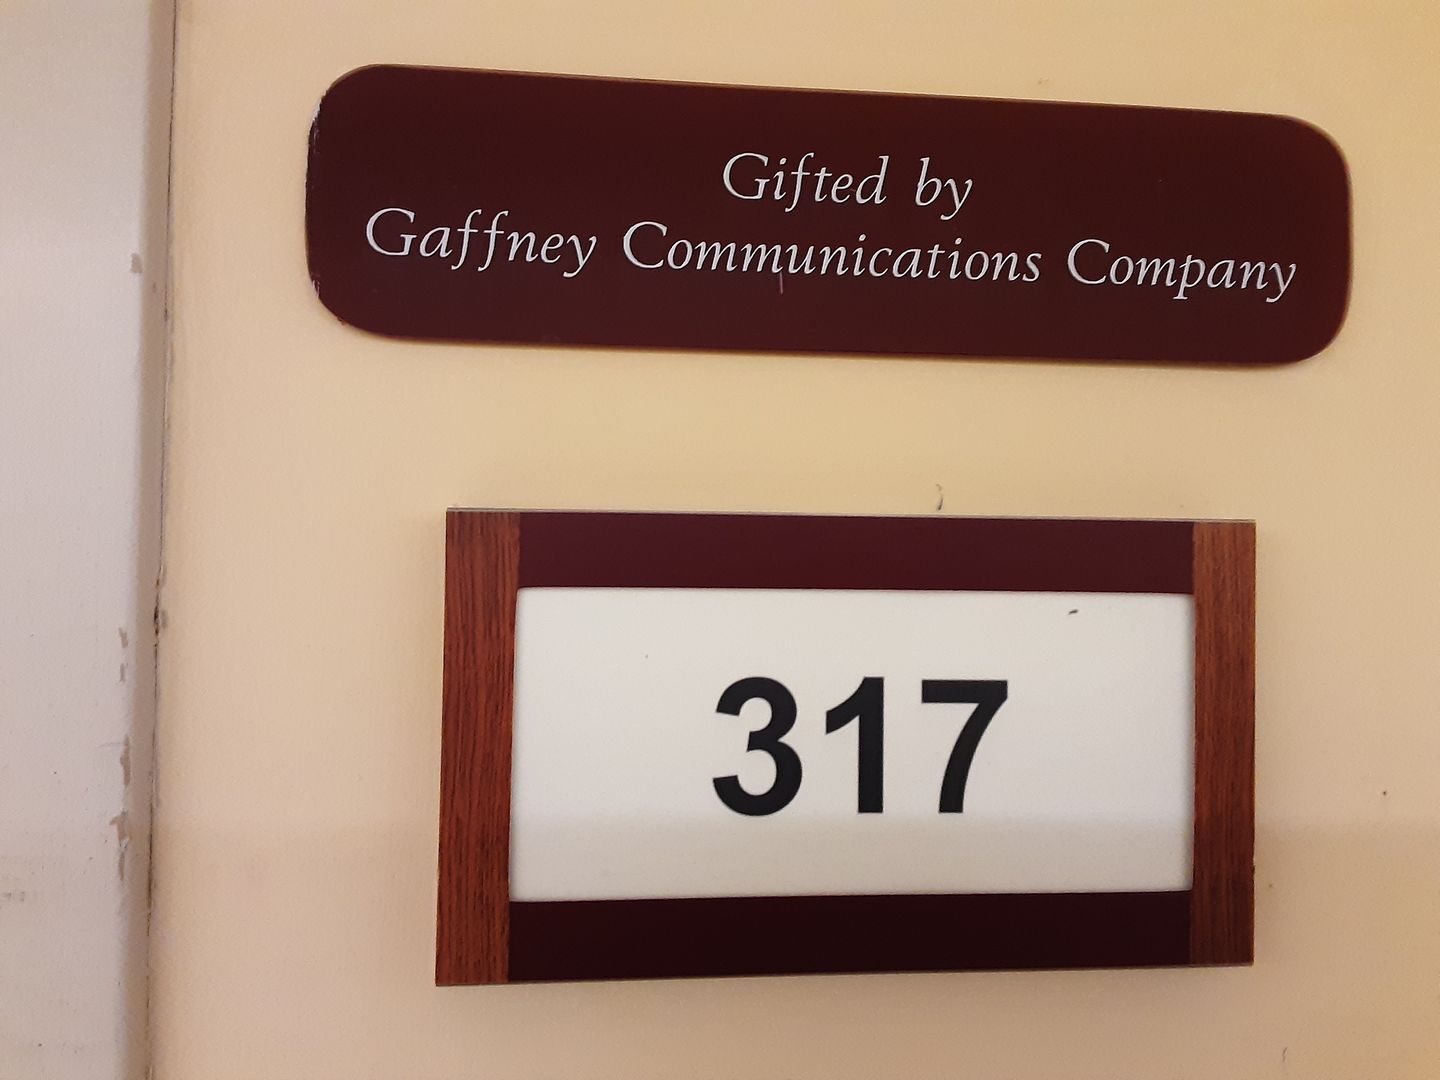 Gifted by
Gaffney Communications Company
317